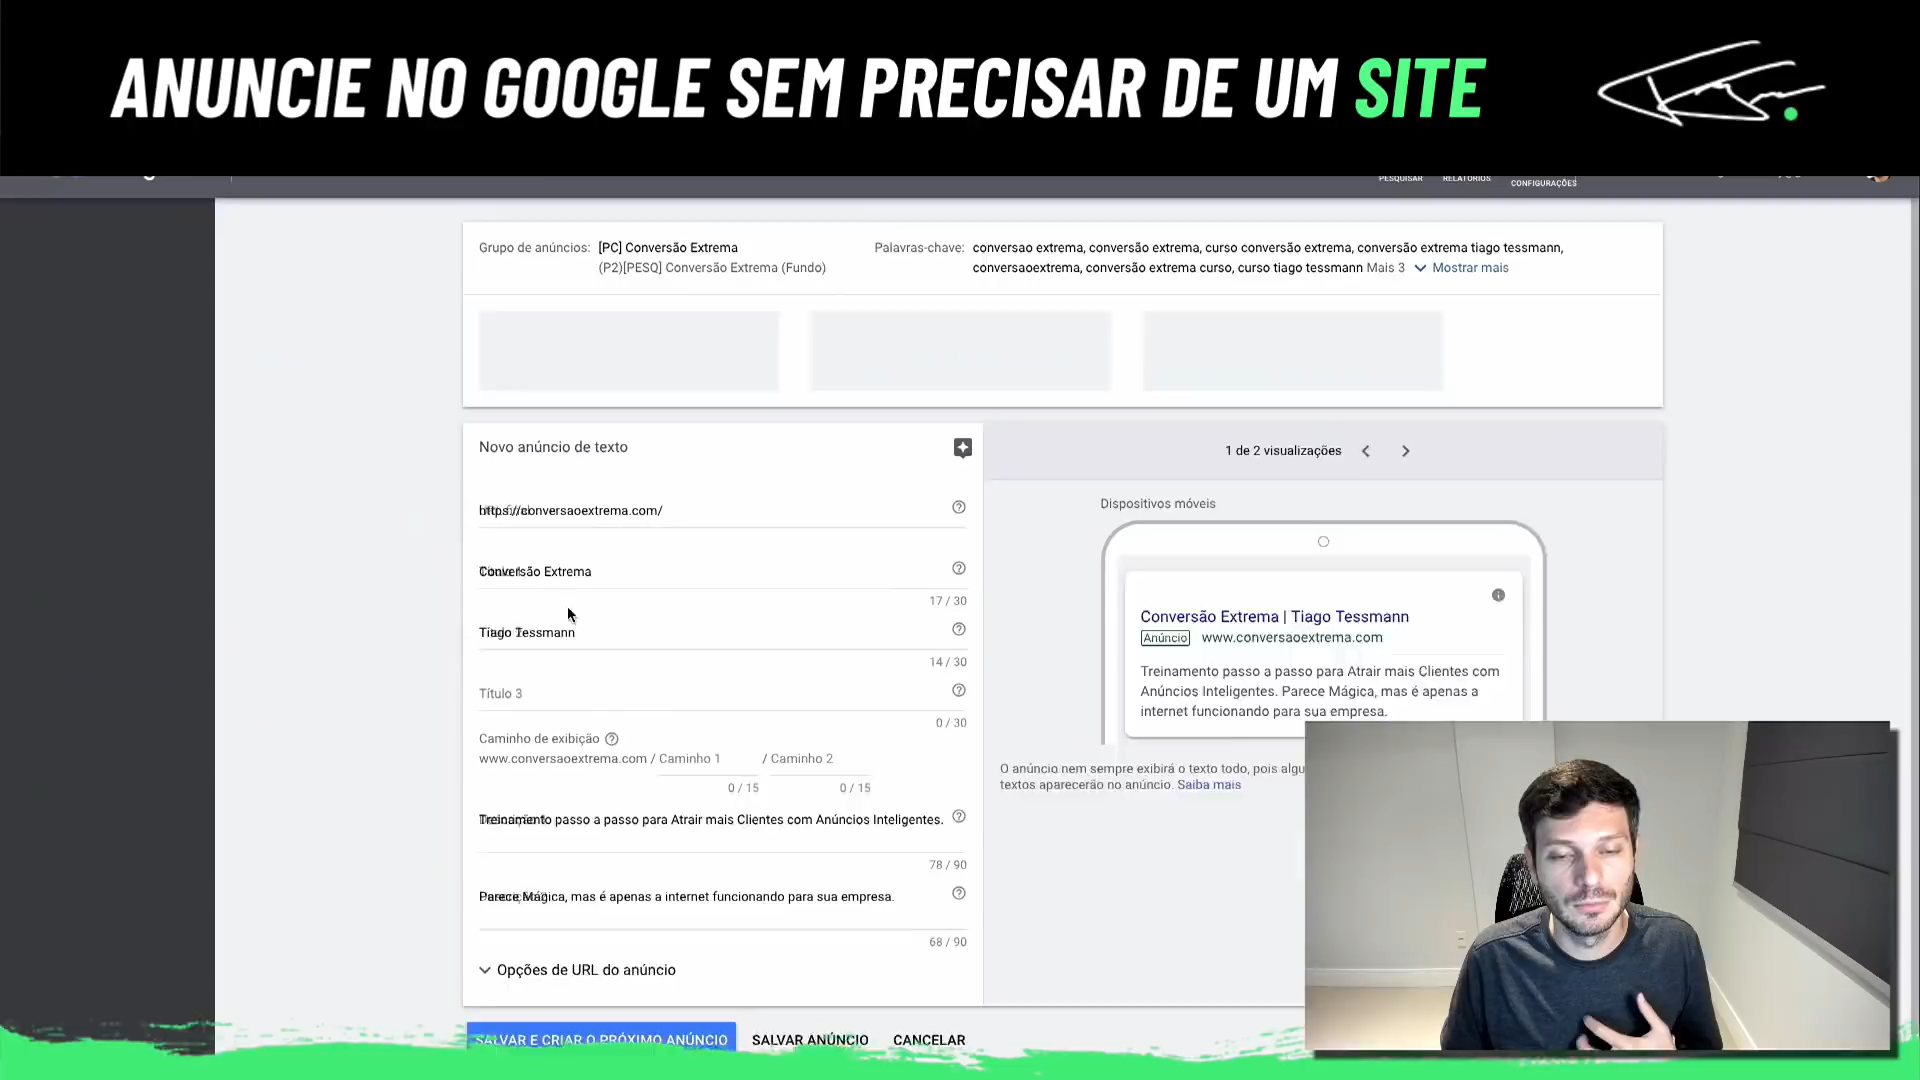 ANUNCIE NO GOOGLE SEM PRECISAR DE UM SITE
PESQUISAR RELATÓRIOS CONFIGURAÇÕES
Grupo de anúncios: [PC] Conversão Extrema
(P2)[PESQ] Conversão Extrema (Fundo)
Palavras-chave: conversao extrema, conversão extrema, curso conversão extrema, conversão extrema tiago tessmann,
conversaoextrema, conversão extrema curso, curso tiago tessmann Mais 3 Mostrar mais
Novo anúncio de texto
https://conversaoextrema.com/
Conversão Extrema
17 / 30
Tiago Tessmann
14 / 30
Título 3
0 / 30
Caminho de exibição
www.conversaoextrema.com / Caminho 1 / Caminho 2
0 / 15 0 / 15
Treinamento passo a passo para Atrair mais Clientes com Anúncios Inteligentes.
78 / 90
Parece Mágica, mas é apenas a internet funcionando para sua empresa.
68 / 90
Opções de URL do anúncio
SALVAR E CRIAR O PRÓXIMO ANÚNCIO SALVAR ANÚNCIO CANCELAR
1 de 2 visualizações
Dispositivos móveis
Conversão Extrema | Tiago Tessmann
Anúncio www.conversaoextrema.com
Treinamento passo a passo para Atrair mais Clientes com
Anúncios Inteligentes. Parece Mágica, mas é apenas a
internet funcionando para sua empresa.
O anúncio nem sempre exibirá o texto todo, pois
textos aparecerão no anúncio. Saiba mais